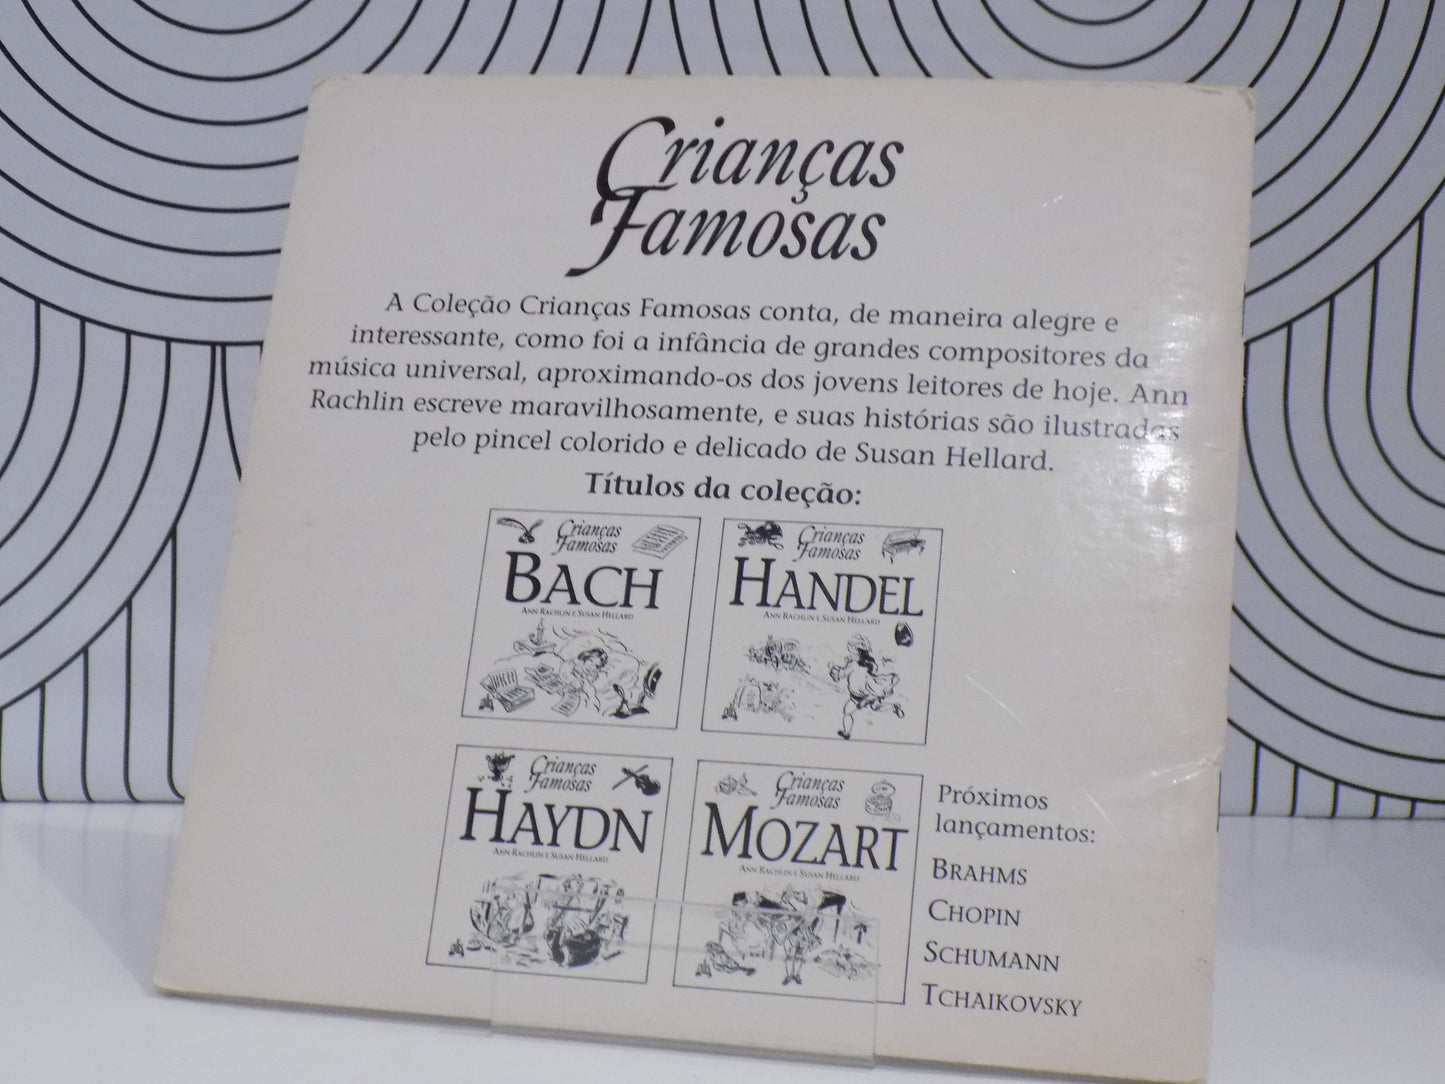 Crianças
Famosas
A Coleção Crianças Famosas conta, de maneira alegre e
interessante, como foi a infância de grandes compositores da
música universal, aproximando-os dos jovens leitores de hoje. Ann
Rachlin escreve maravilhosamente, e suas histórias são ilustradas
pelo pincel colorido e delicado de Susan Hellard.
Títulos da coleção:
Crianças
Famosas
BACH
ANN RACHLIN E SUSAN HELLARD
Crianças
Famosas
HANDEL
ANN RACHLIN E SUSAN HELLARD
Crianças
Famosas
HAYDN
ANN RACHLIN E SUSAN HELLARD
Crianças
Famosas
MOZART
ANN RACHLIN E SUSAN HELLARD
Próximos
lançamentos:
BRAHMS
CHOPIN
SCHUMANN
TCHAIKOVSKY